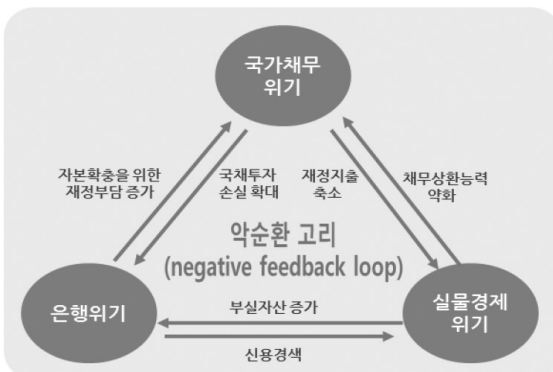 국가채무
위기
자본확충을 위한
재정부담 증가
국채투자
손실 확대
재정지출
축소
채무상환능력
약화
악순환 고리
(negative feedback loop)
은행위기
부실자산 증가
신용경색
실물경제
위기